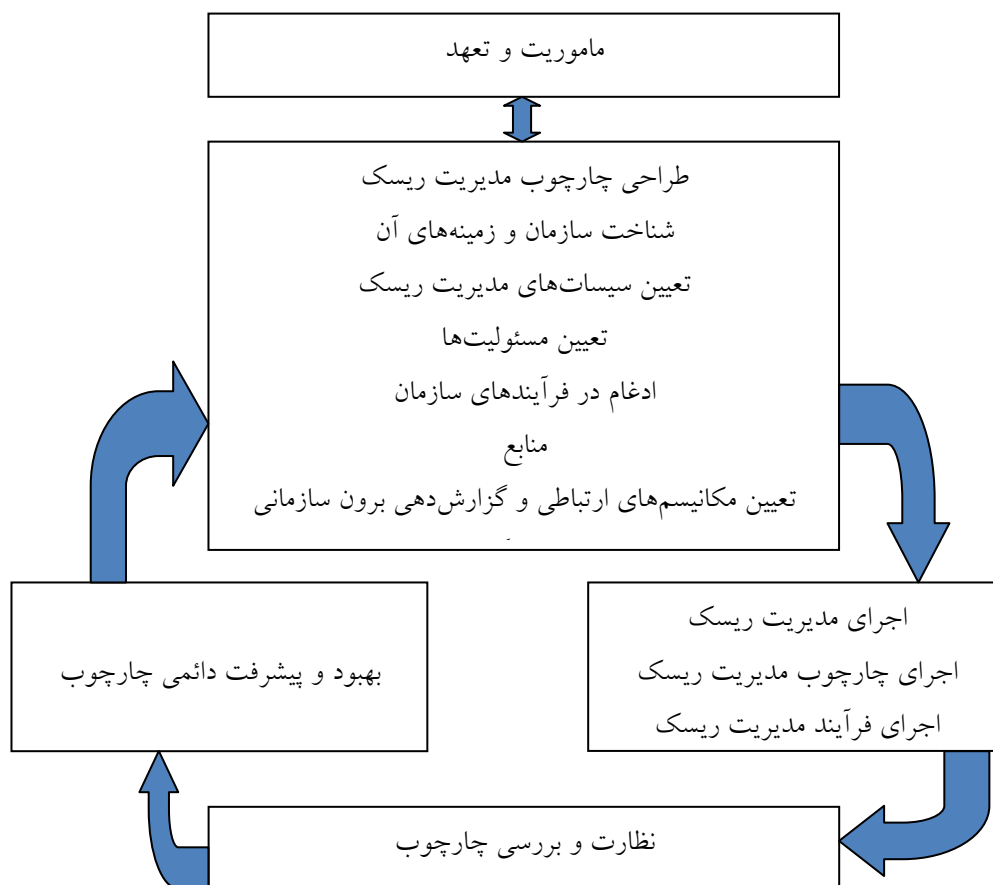 ماموریت و تعهد
طراحی چارچوب مدیریت ریسک
شناخت سازمان و زمینه‌های آن
تعیین سیسات‌های مدیریت ریسک
تعیین مسئولیت‌ها
ادغام در فرآیندهای سازمان
منابع
تعیین مکانیسم‌های ارتباطی و گزارش‌دهی برون سازمانی
اجرای مدیریت ریسک
اجرای چارچوب مدیریت ریسک
اجرای فرآیند مدیریت ریسک
نظارت و بررسی چارچوب
بهبود و پیشرفت دائمی چارچوب